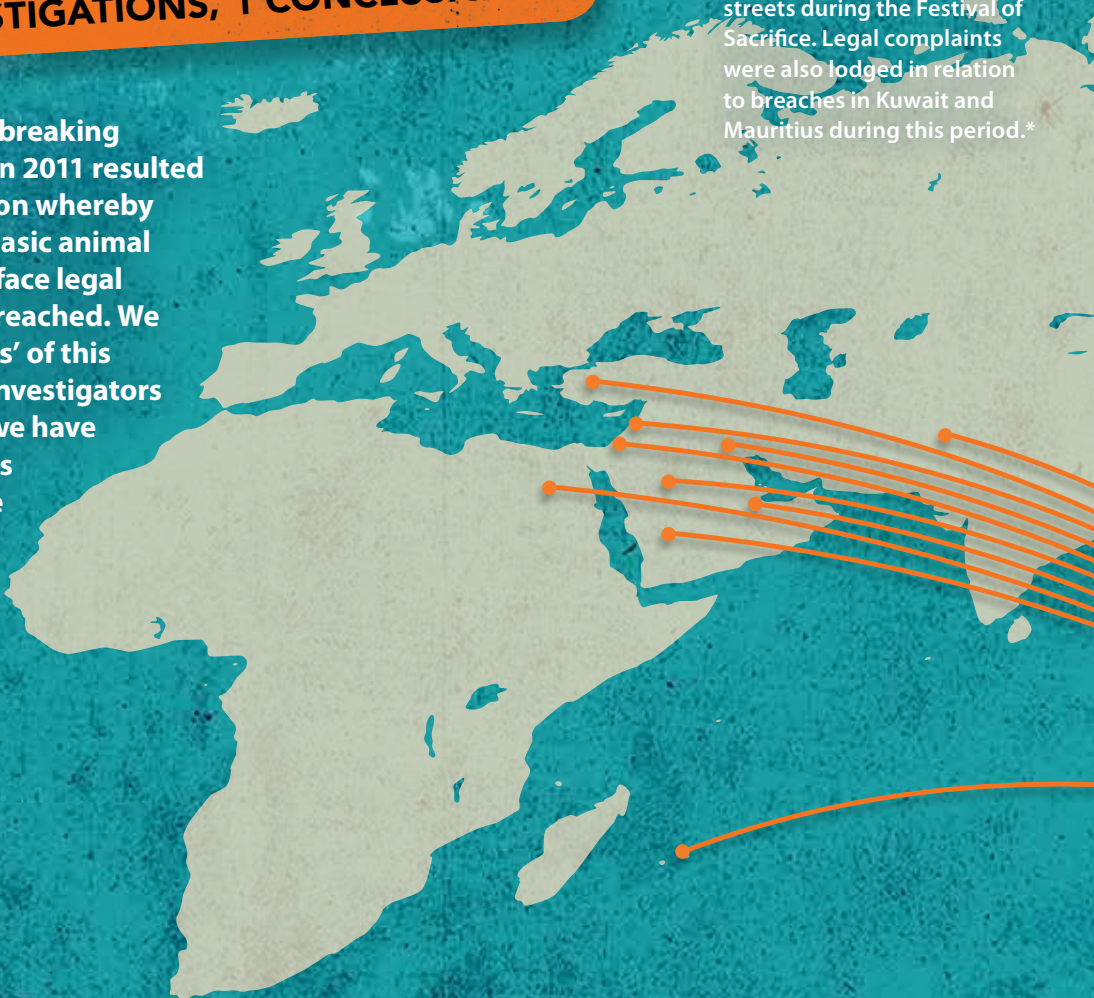 STIGATIONS, 1
breaking
n 2011 resulted
on whereby
asic animal
face legal
reached. We
s’ of this
nvestigators
we have
s
e
streets during the Festival of
Sacrifice. Legal complaints
were also lodged in relation
to breaches in Kuwait and
Mauritius during this period.*